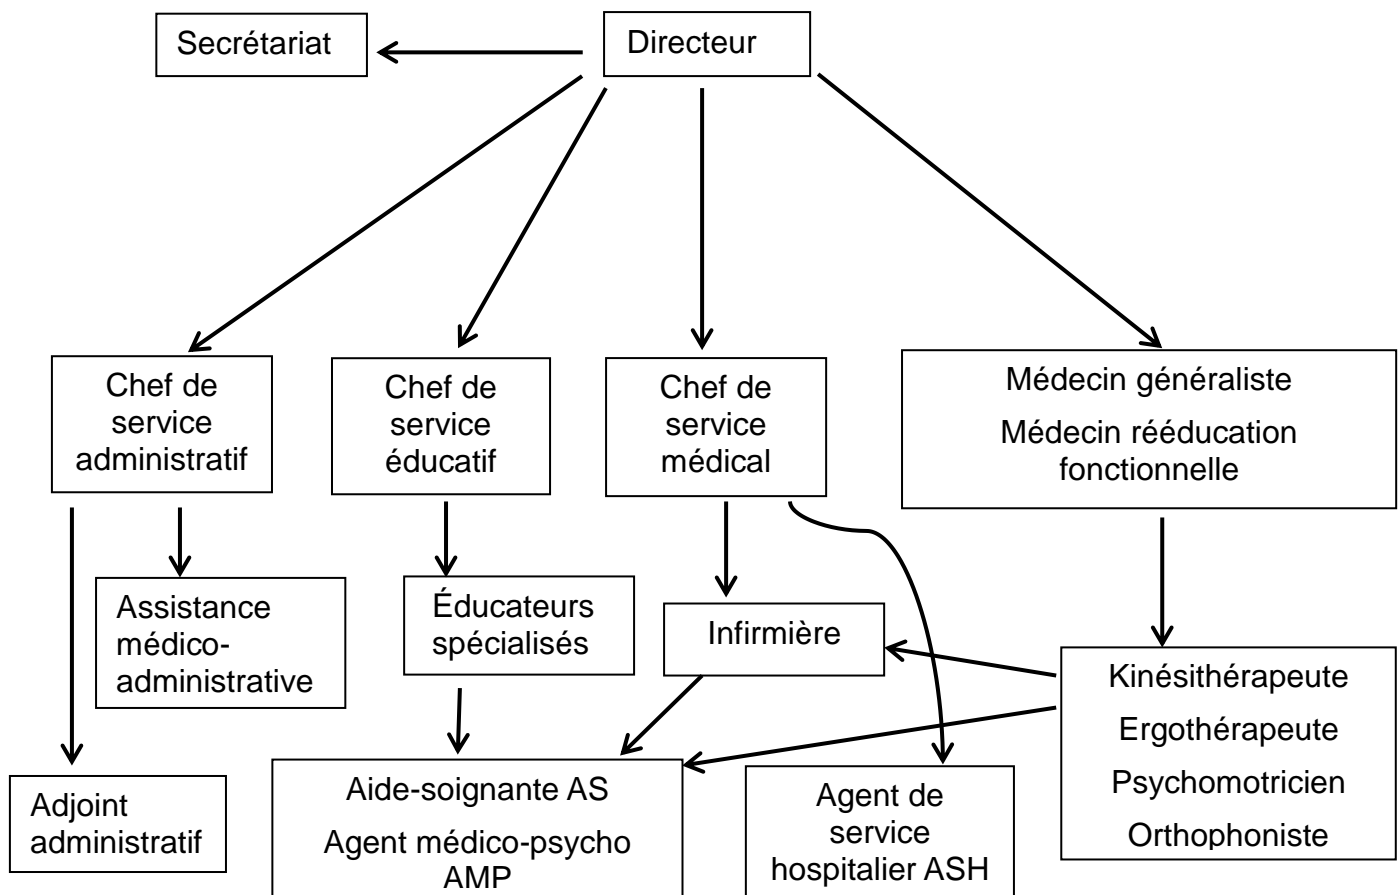 Secrétariat
Directeur
Chef de
service
administratif
Chef de
service
éducatif
Chef de
service
médical
Médecin généraliste
Médecin rééducation
fonctionnelle
Assistance
médico-
administrative
Éducateurs
spécialisés
Infirmière
Kinésithérapeute
Ergothérapeute
Psychomotricien
Orthophoniste
Adjoint
administratif
Aide-soignante AS
Agent médico-psycho
AMP
Agent de
service
hospitalier ASH